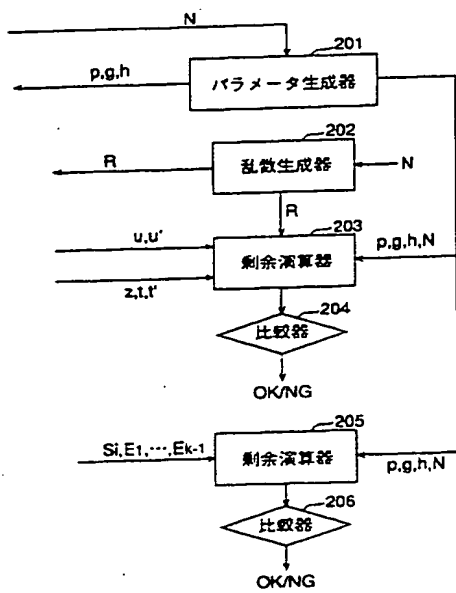 N
201
p,g,h
パラメータ生成器
202
R
乱数生成器
N
R
203
u,u'
剰余演算器
p,g,h,N
z,t,t'
204
比較器
OK/NG
205
Si,E1,…,Ek-1
剰余演算器
p,g,h,N
206
比較器
OK/NG